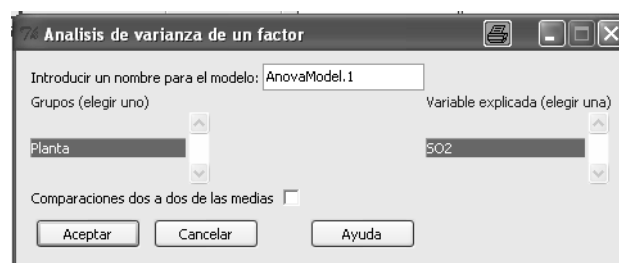 Analisis de varianza de un factor
Introducir un nombre para el modelo: AnovaModel.1
Grupos (elegir uno) Variable explicada (elegir una)
Planta SO2
Comparaciones dos a dos de las medias
Aceptar Cancelar Ayuda